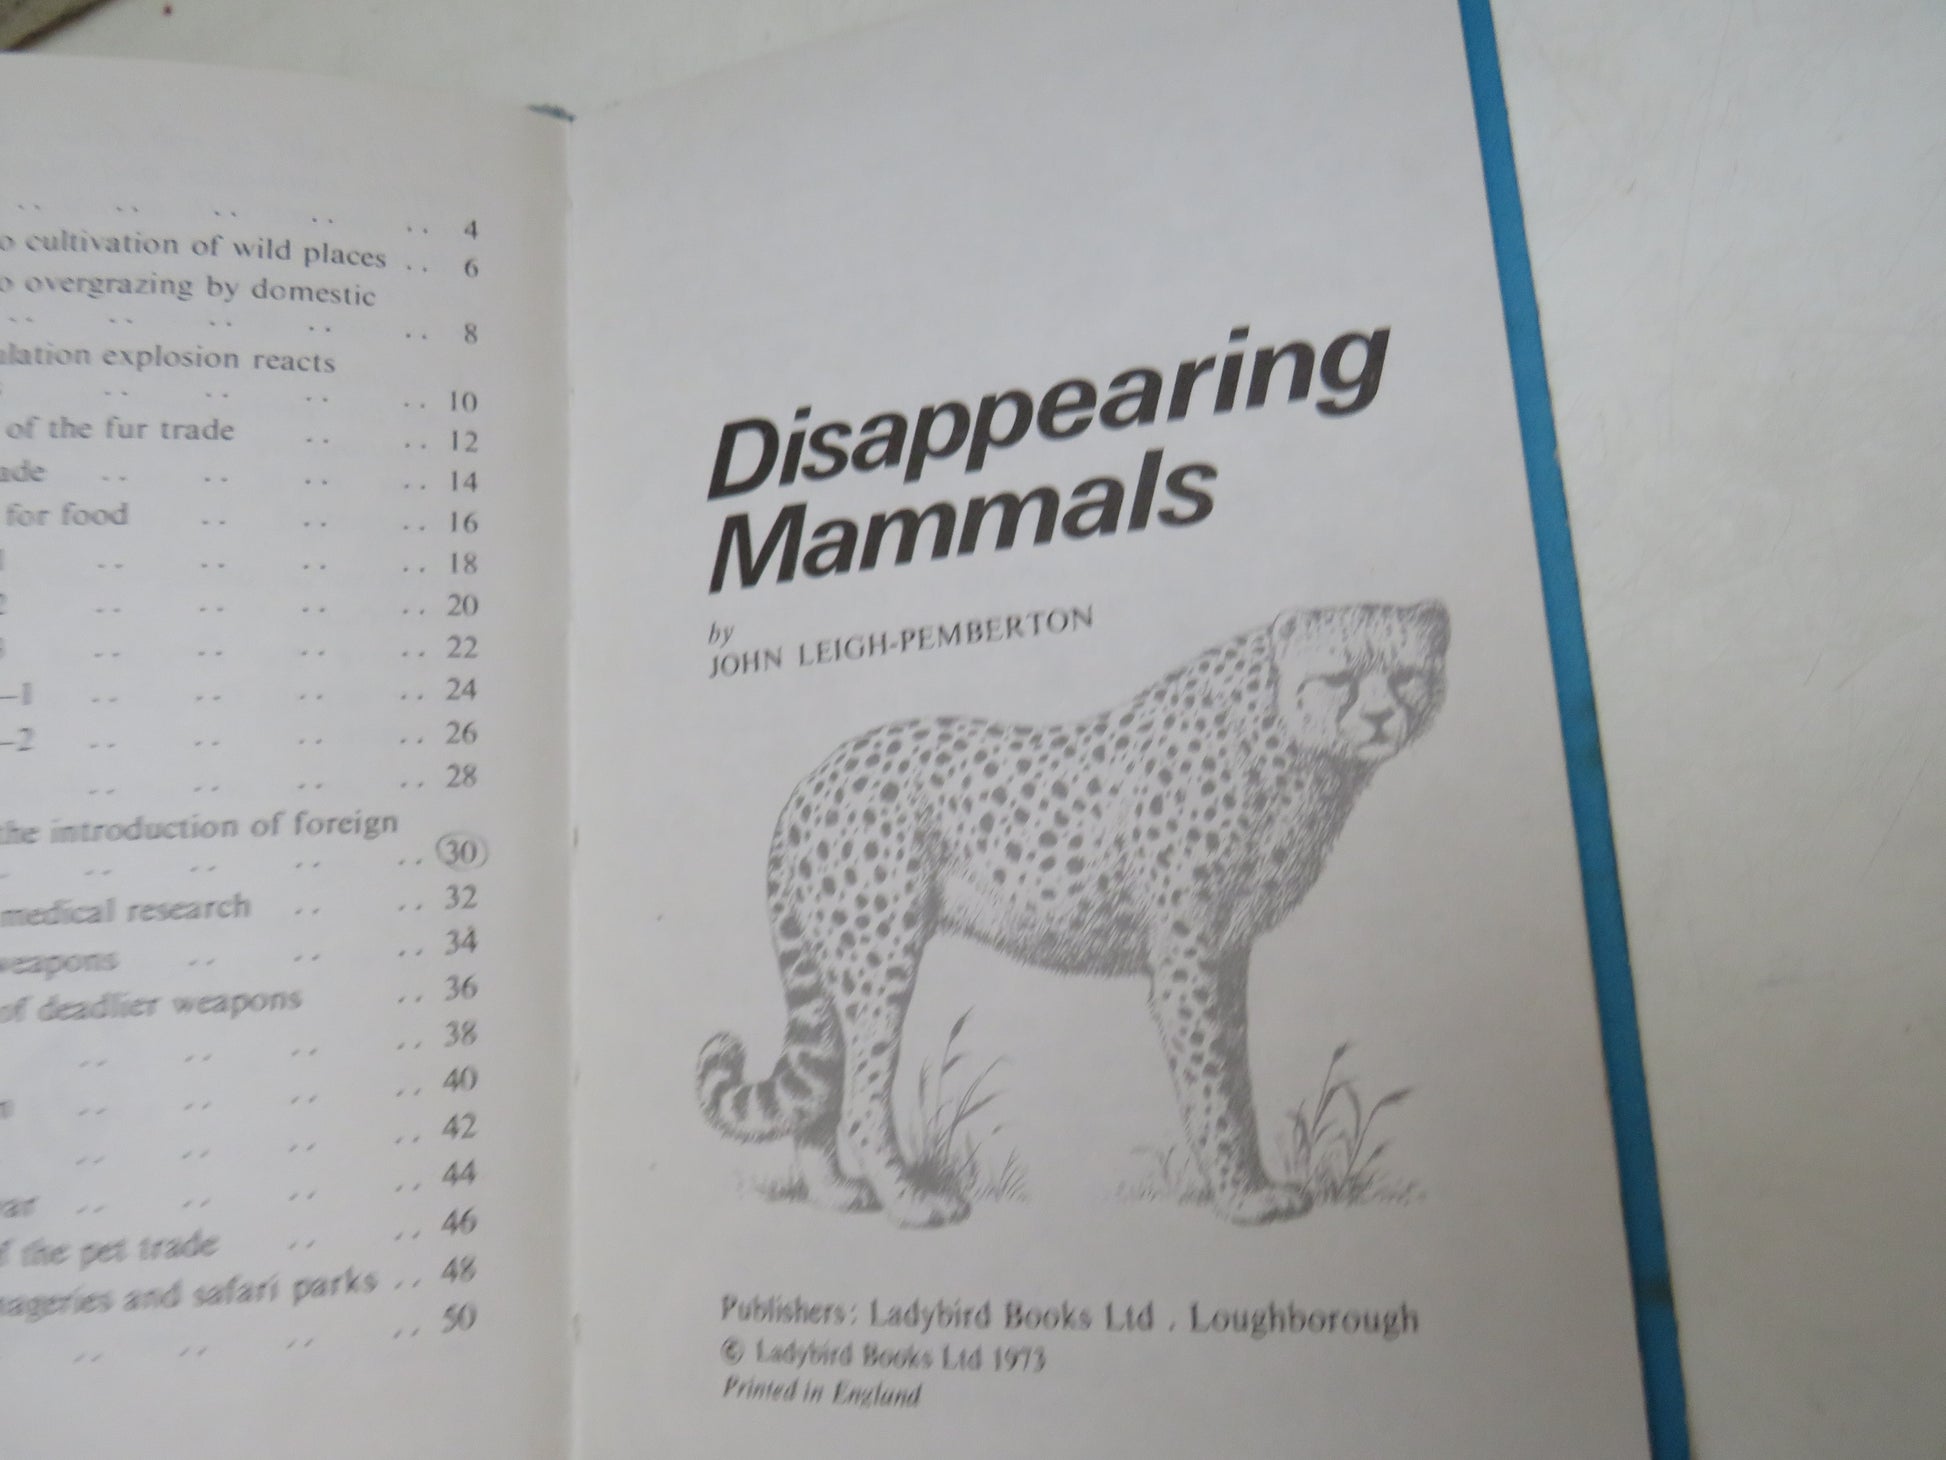 .. .. .. .. .. 4
cultivation of wild places .. 6
overgrazing by domestic
.. .. .. .. .. 8
explosion reacts
.. .. .. .. 10
of the fur trade .. .. 12
.. .. .. .. 14
for food .. .. .. 16
.. .. .. .. 18
.. .. .. .. 20
.. .. .. .. 22
–1 .. .. .. .. 24
–2 .. .. .. .. 26
.. .. .. .. 28
the introduction of foreign
.. .. .. .. 30
medical research .. .. 32
weapons .. .. .. 34
of deadlier weapons .. 36
.. .. .. .. 38
.. .. .. .. 40
.. .. .. .. 42
.. .. .. .. 44
of the pet trade .. .. 46
and safari parks .. 48
.. .. .. .. 50
Disappearing
Mammals
by
JOHN LEIGH-PEMBERTON
Publishers: Ladybird Books Ltd . Loughborough
© Ladybird Books Ltd 1973
Printed in England